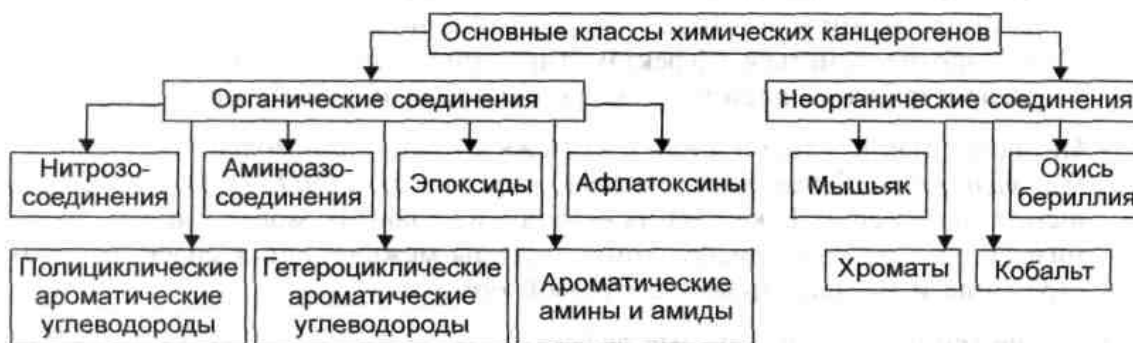 Основные классы химических канцерогенов
Органические соединения
Неорганические соединения
Нитрозо-
соединения
Аминоазо-
соединения
Эпоксиды
Афлатоксины
Мышьяк
Окись
бериллия
Полициклические
ароматические
углеводороды
Гетероциклические
ароматические
углеводороды
Ароматические
амины и амиды
Хроматы
Кобальт